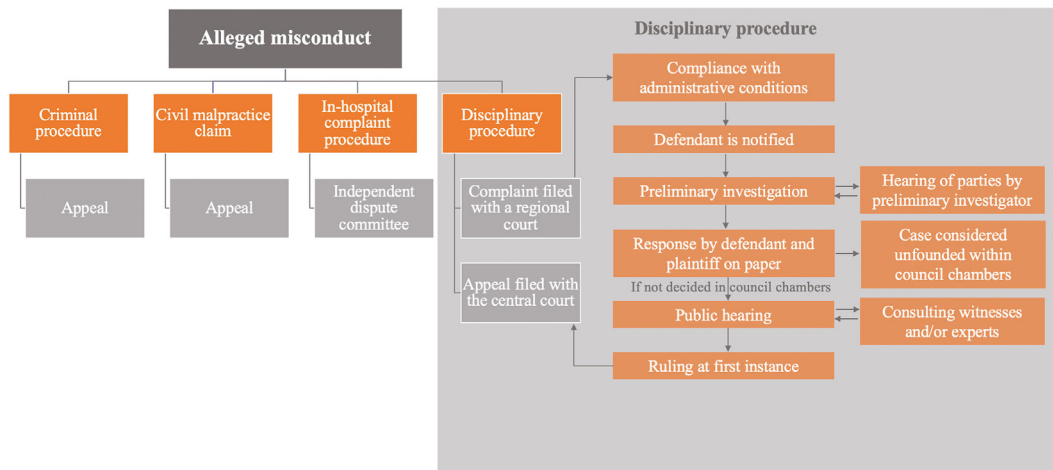 Alleged misconduct
Criminal
procedure
Civil malpractice
claim
In-hospital
complaint
procedure
Disciplinary
procedure
Appeal
Appeal
Independent
dispute
committee
Complaint filed
with a regional
court
Appeal filed with
the central court
Disciplinary procedure
Compliance with
administrative conditions
Defendant is notified
Preliminary investigation
Hearing of parties by
preliminary investigator
Response by defendant and
plaintiff on paper
Case considered
unfounded within
council chambers
If not decided in council chambers
Public hearing
Consulting witnesses
and/or experts
Ruling at first instance